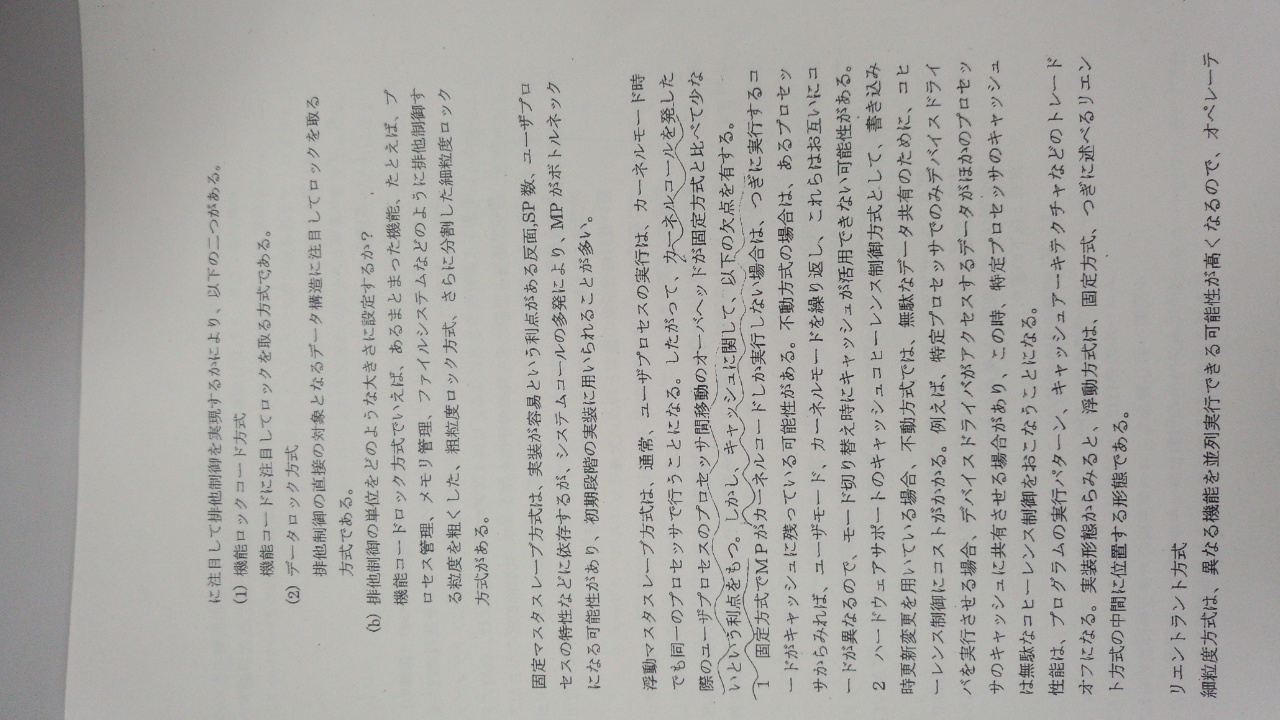 に注目して排他制御を実現するかにより、以下の二つがある。
(1) 機能ロックコード方式
機能コードに注目してロックを取る方式である。
(2) データロック方式
排他制御の直接の対象となるデータ構造に注目してロックを取る
方式である。
(b) 排他制御の単位をどのような大きさに設定するか?
機能コードロック方式でいえば、あるまとまった機能、たとえば、プ
ロセス管理、メモリ管理、ファイルシステムなどのように排他制御す
る粒度を粗くした、粗粒度ロック方式、さらに分割した細粒度ロック
方式がある。
固定マスタスレーブ方式は、実装が容易という利点がある反面,SP 数、ユーザプロ
セスの特性などに依存するが、システムコールの多発により、MP がボトルネック
になる可能性があり、初期段階の実装に用いられることが多い。
浮動マスタスレーブ方式は、通常、ユーザプロセスの実行は、カーネルモード時
でも同一のプロセッサで行うことになる。したがって、カーネルコールを発した
際のユーザプロセスのプロセッサ間移動のオーバヘッドが固定方式と比べて少な
いという利点をもつ。しかし、キャッシュに関して、以下の欠点を有する。
1 固定方式でMPがカーネルコードしか実行しない場合は、つぎに実行するコ
ードがキャッシュに残っている可能性がある。不動方式の場合は、あるプロセッ
サからみれば、ユーザモード、カーネルモードを繰り返し、これらはお互いにコ
ードが異なるので、モード切り替え時にキャッシュが活用できない可能性がある。
2 ハードウェアサポートのキャッシュコヒーレンス制御方式として、書き込み
時更新変更を用いている場合、不動方式では、無駄なデータ共有のために、コヒ
ーレンス制御にコストがかかる。例えば、特定プロセッサでのみデバイスドライ
バを実行させる場合、デバイスドライバがアクセスするデータがほかのプロセッ
サのキャッシュに共有させる場合があり、この時、特定プロセッサのキャッシュ
は無駄なコヒーレンス制御をおこなうことになる。
性能は、プログラムの実行パターン、キャッシュアーキテクチャなどのトレード
オフになる。実装形態からみると、浮動方式は、固定方式、つぎに述べるリエン
ト方式の中間に位置する形態である。
リエントラント方式
細粒度方式は、異なる機能を並列実行できる可能性が高くなるので、オペレーテ